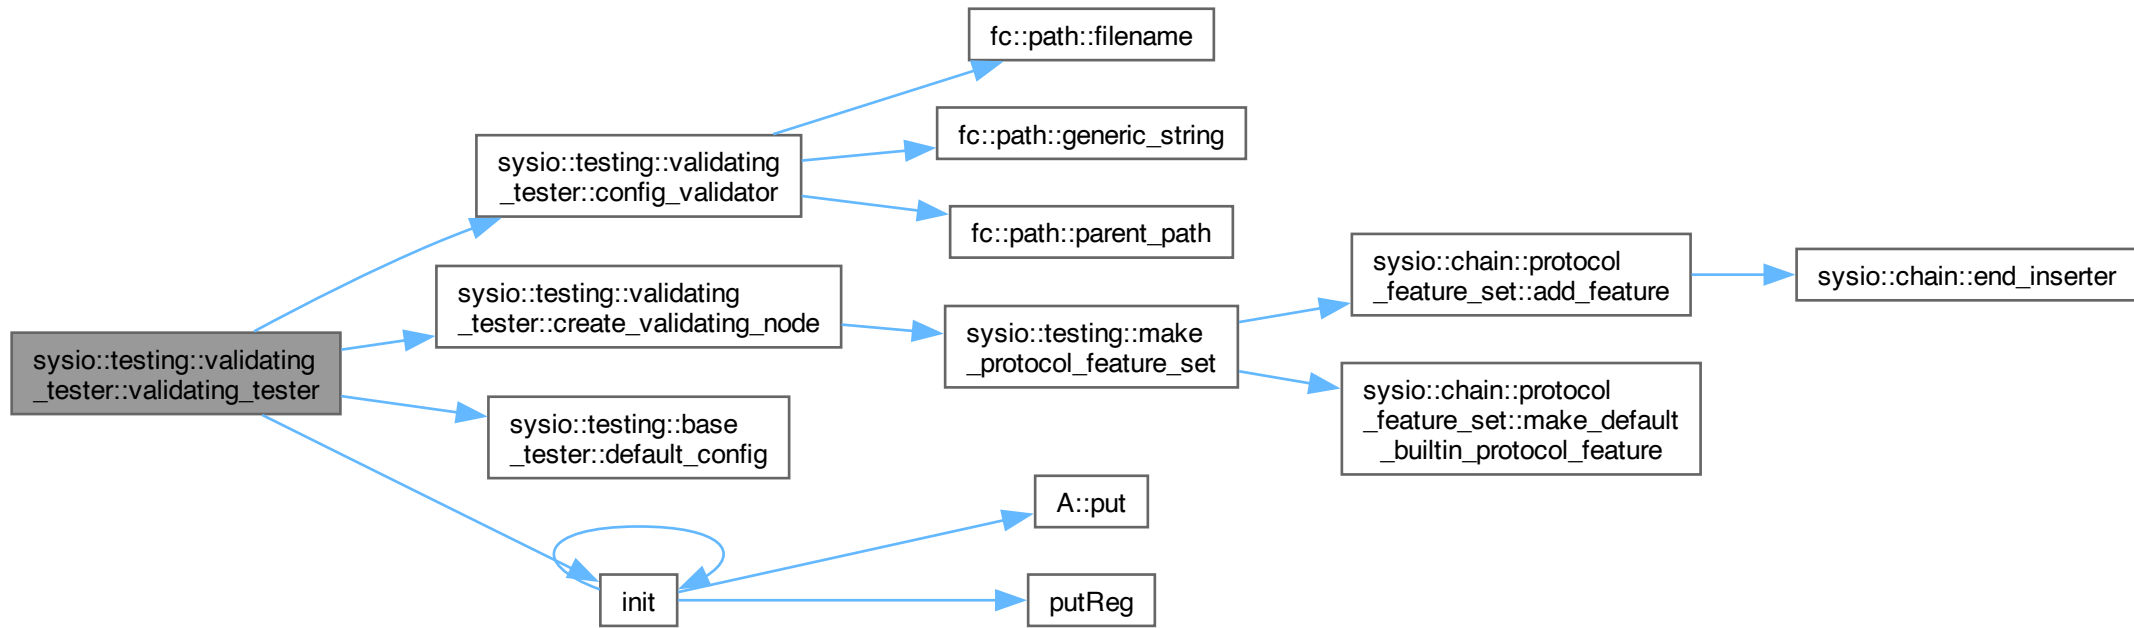 fc::path::filename
fc::path::generic_string
sysio::testing::validating
_tester::config_validator
fc::path::parent_path
sysio::chain::protocol
_feature_set::add_feature
sysio::chain::end_inserter
sysio::testing::validating
_tester::create_validating_node
sysio::testing::make
_protocol_feature_set
sysio::testing::validating
_tester::validating_tester
sysio::chain::protocol
_feature_set::make_default
_builtin_protocol_feature
sysio::testing::base
_tester::default_config
A::put
init
putReg